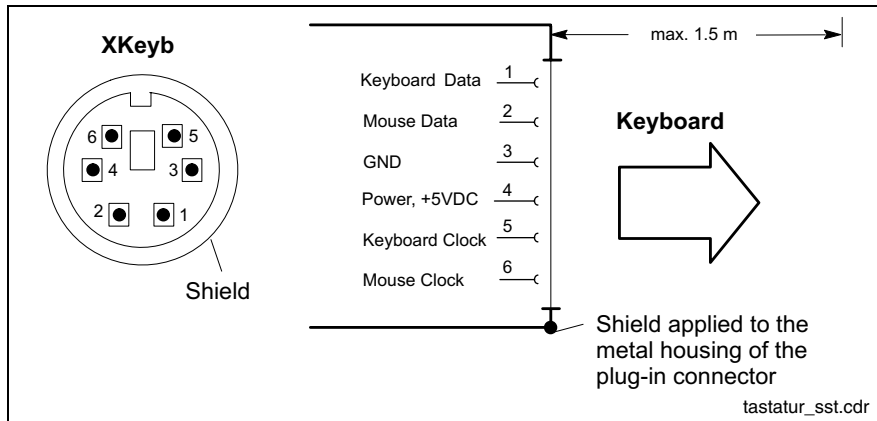 XKeyb
6
5
4
3
2
1
Shield
Keyboard Data 1
Mouse Data 2
GND 3
Power, +5VDC 4
Keyboard Clock 5
Mouse Clock 6
max. 1.5 m
Keyboard
Shield applied to the
metal housing of the
plug-in connector
tastatur_sst.cdr